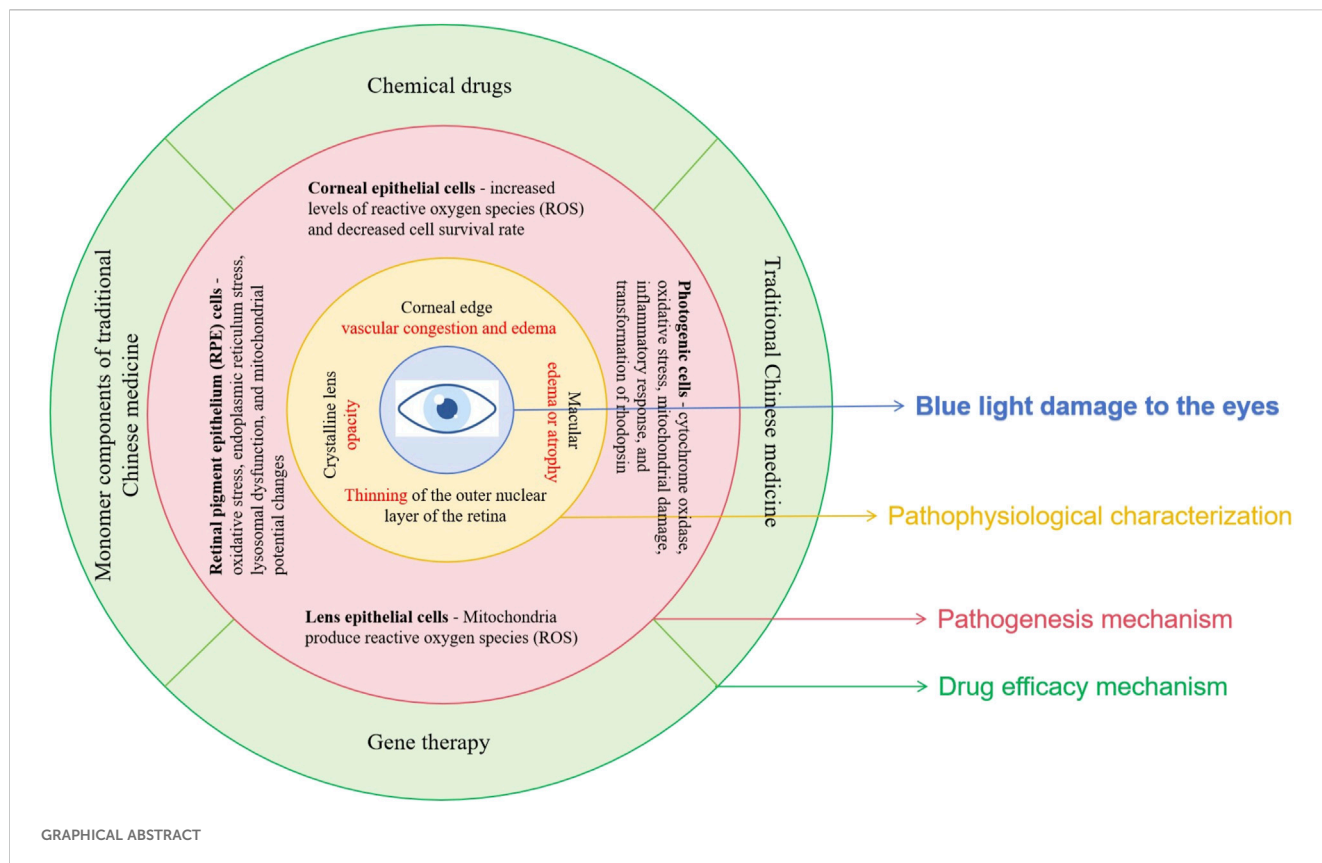 Chemical drugs
Corneal epithelial cells - increased
levels of reactive oxygen species (ROS)
and decreased cell survival rate
Monomer components of traditional
Chinese medicine
Retinal pigment epithelium (RPE) cells -
oxidative stress, endoplasmic reticulum stress,
lysosomal dysfunction, and mitochondrial
potential changes
Corneal edge
vascular congestion and edema
Crystalline lens
opacity
Macular
edema or atrophy
Thinning of the outer nuclear
layer of the retina
Photogenic cells - cytochrome oxidase,
oxidative stress, mitochondrial damage,
inflammatory response, and
transformation of rhodopsin
Traditional Chinese medicine
Lens epithelial cells - Mitochondria
produce reactive oxygen species (ROS)
Gene therapy
Blue light damage to the eyes
Pathophysiological characterization
Pathogenesis mechanism
Drug efficacy mechanism
GRAPHICAL ABSTRACT